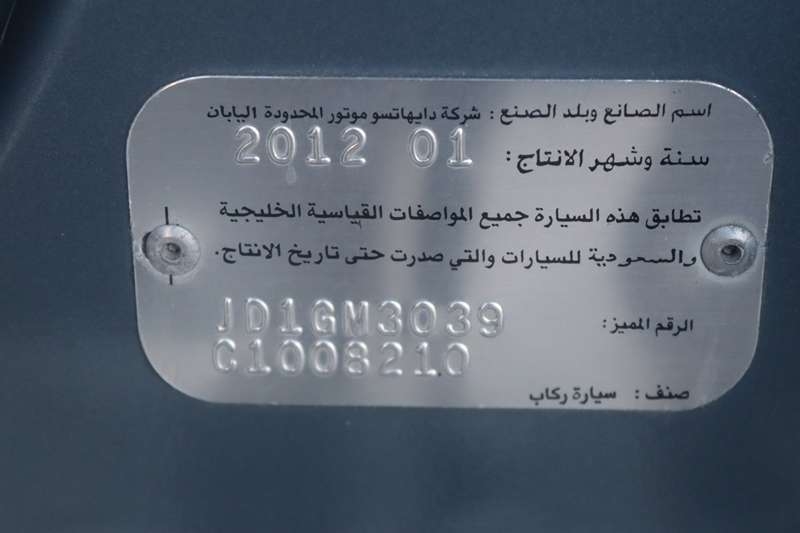 اسم الصانع وبلد الصنع : شركة دايهاتسو موتور المحدودة اليابان
سنة وشهر الانتاج: 2012 01
تطابق هذه السيارة جميع المواصفات القياسية الخليجية
والسعودية للسيارات والتي صدرت حتى تاريخ الانتاج.
الرقم المميز: JD1GM3039
C1008210
صنف : سيارة ركاب